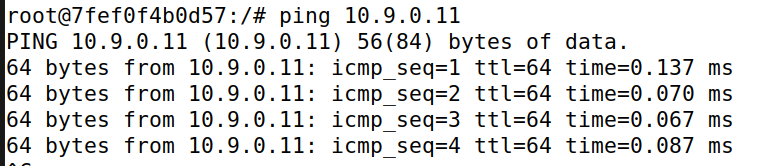 root@7fef0f4b0d57:/# ping 10.9.0.11
PING 10.9.0.11 (10.9.0.11) 56(84) bytes of data.
64 bytes from 10.9.0.11: icmp_seq=1 ttl=64 time=0.137 ms
64 bytes from 10.9.0.11: icmp_seq=2 ttl=64 time=0.070 ms
64 bytes from 10.9.0.11: icmp_seq=3 ttl=64 time=0.067 ms
64 bytes from 10.9.0.11: icmp_seq=4 ttl=64 time=0.087 ms